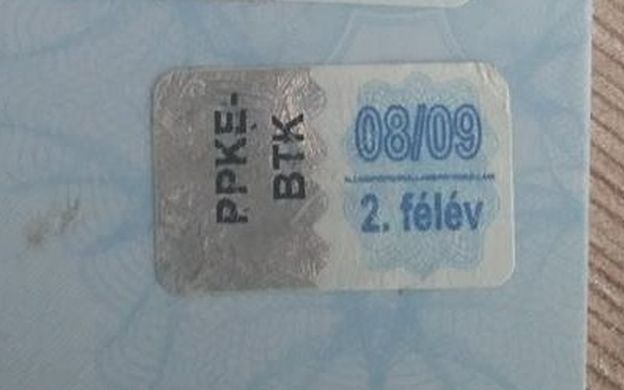 PPKE-
BTK
08/09
2. félév